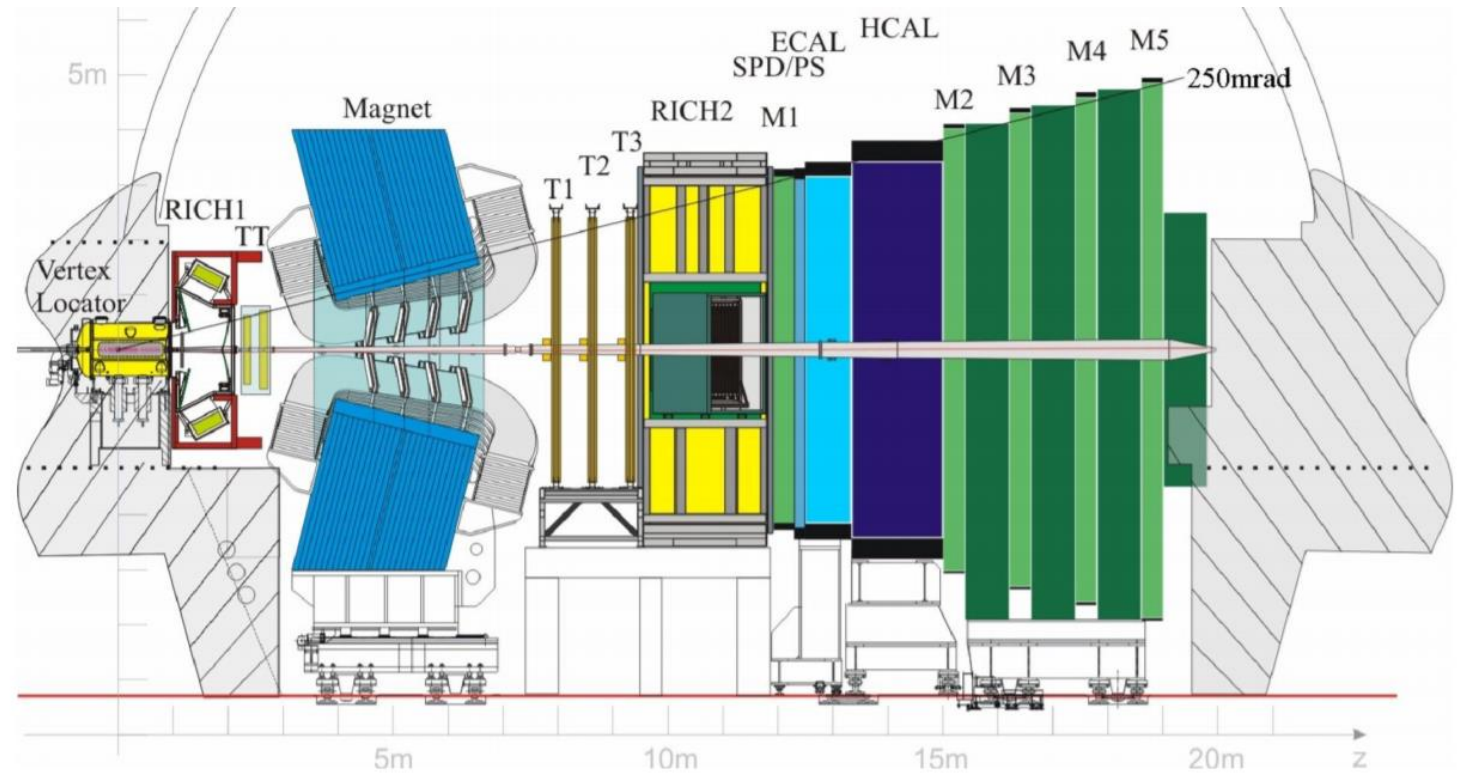 ECAL HCAL
SPD/PS
M4 M5
M3
5m
250mrad
Magnet
RICH2 M1
M2
T3
T2
T1
RICH1
TT
Vertex
Locator
5m
10m
15m
20m
z